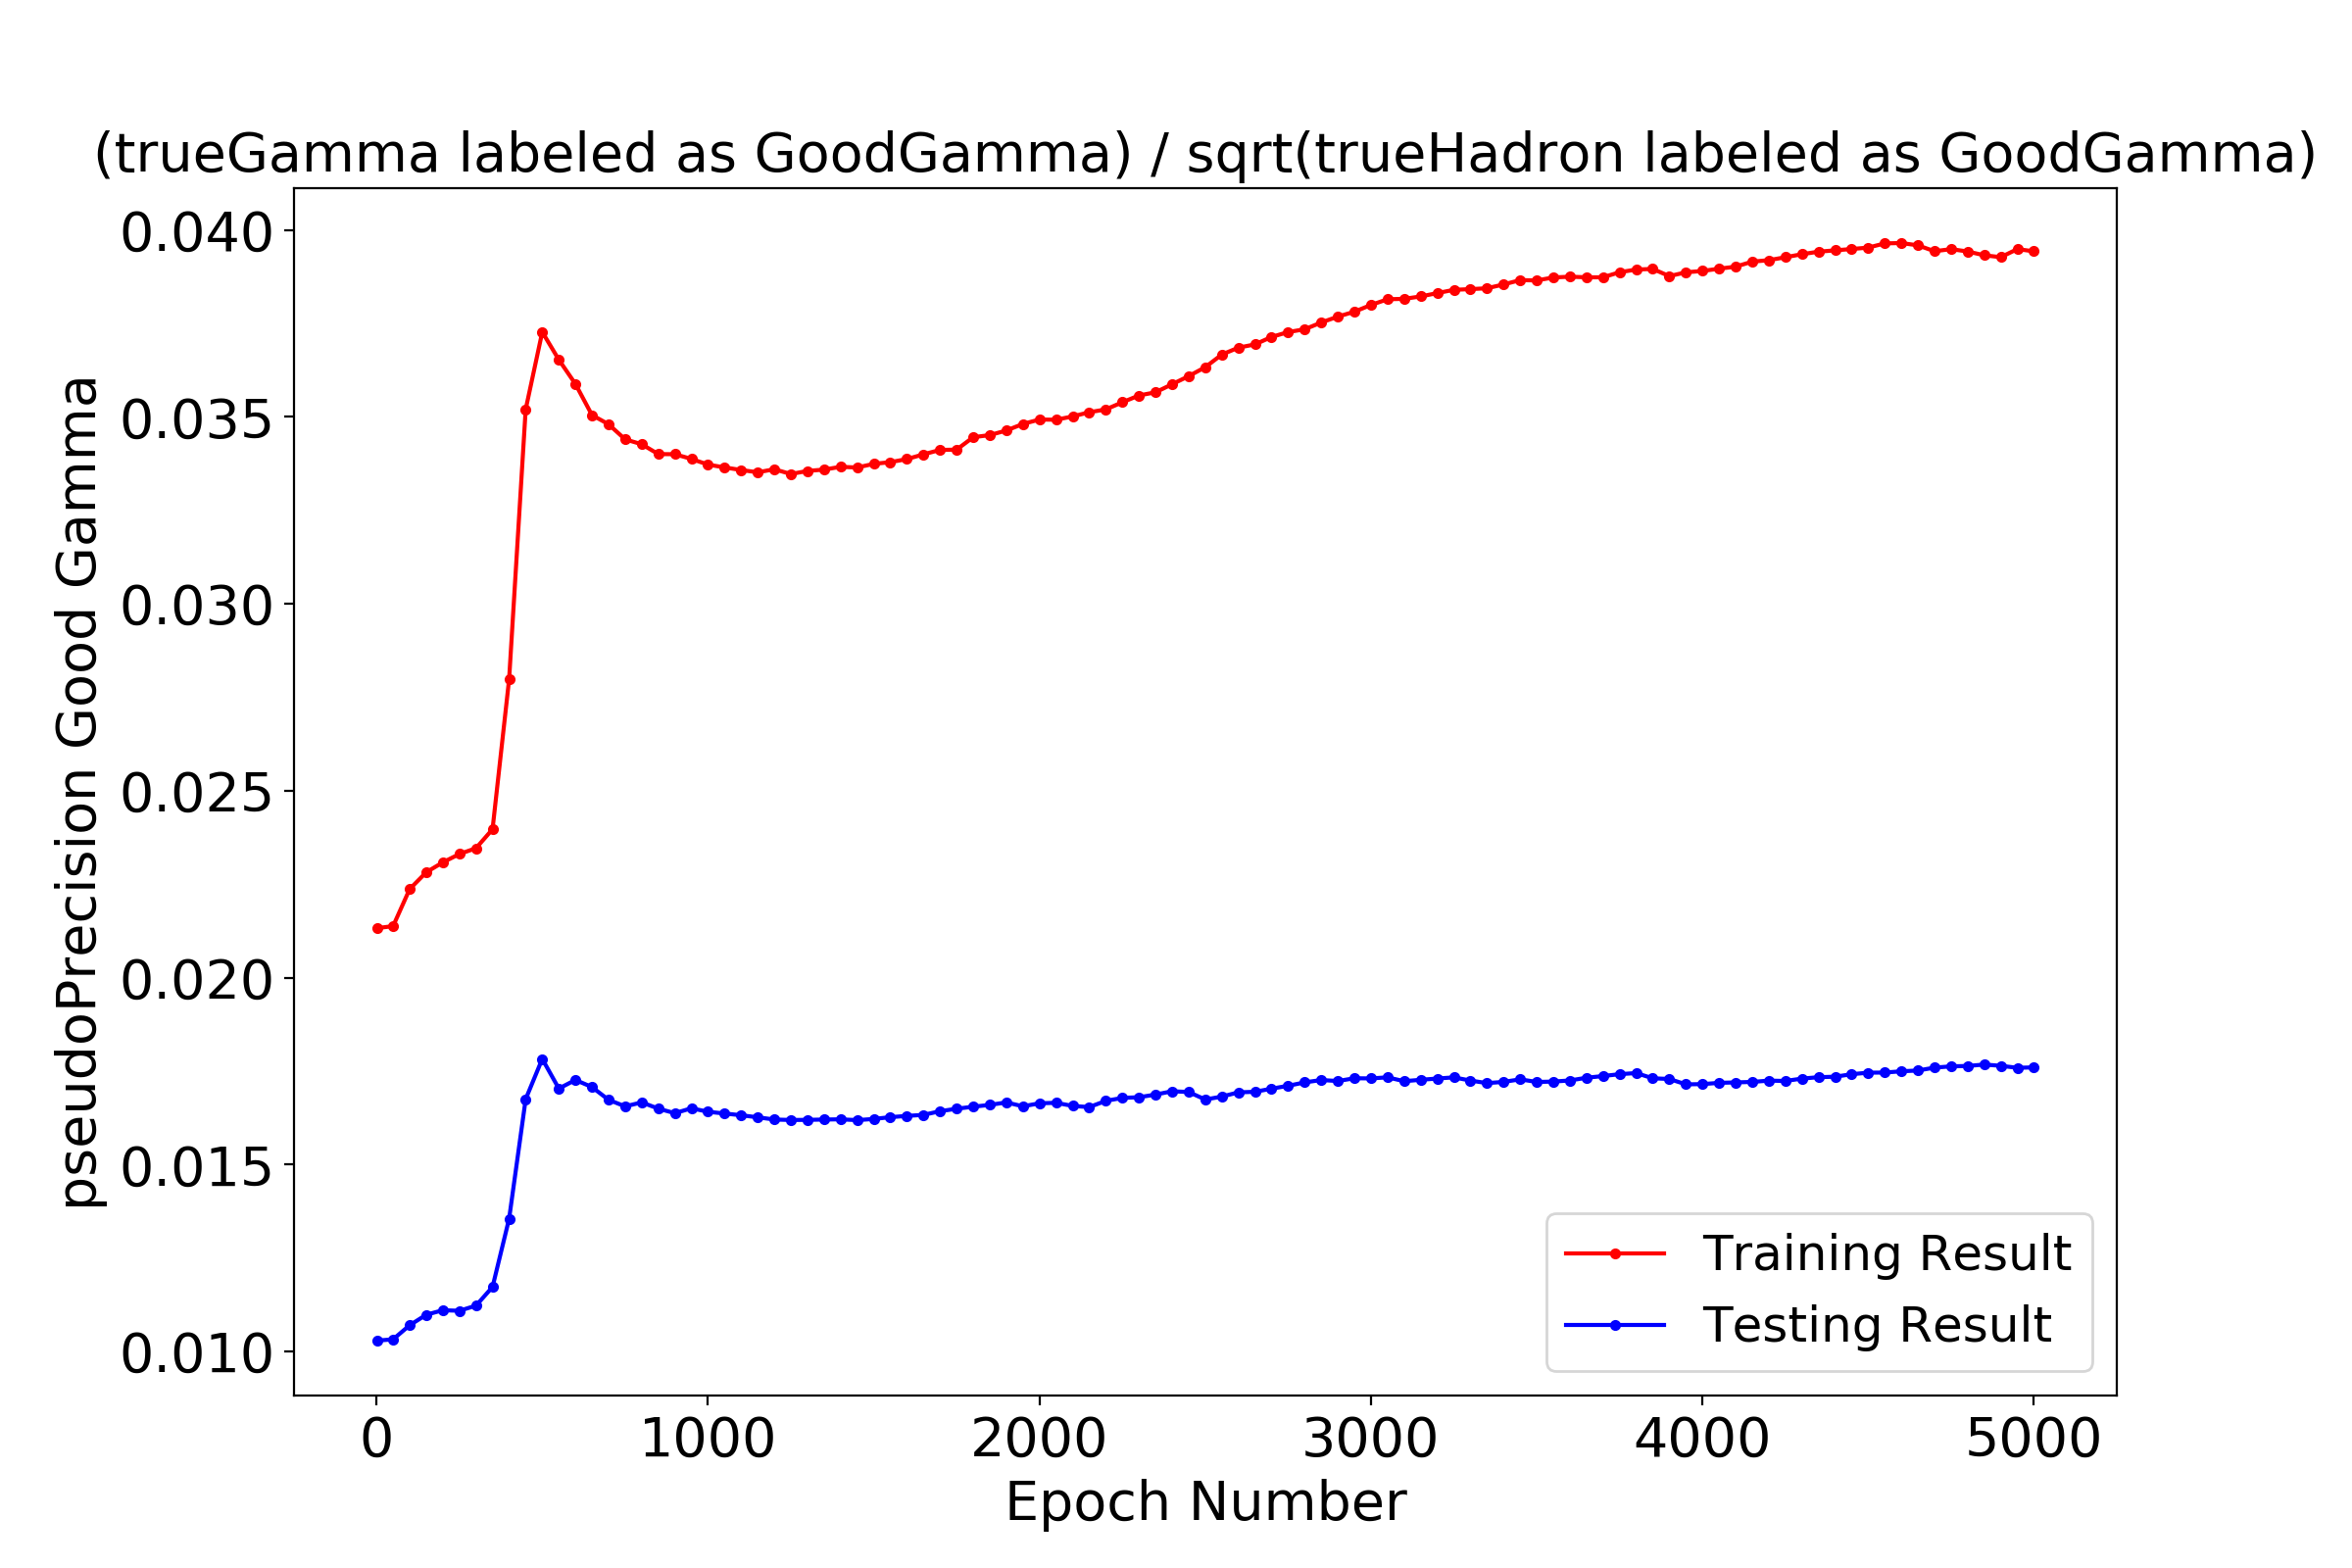 (trueGamma labeled as GoodGamma) / sqrt(trueHadron labeled as GoodGamma)
pseudoPrecision Good Gamma
0.040
0.035
0.030
0.025
0.020
0.015
0.010
Training Result
Testing Result
0 1000 2000 3000 4000 5000
Epoch Number